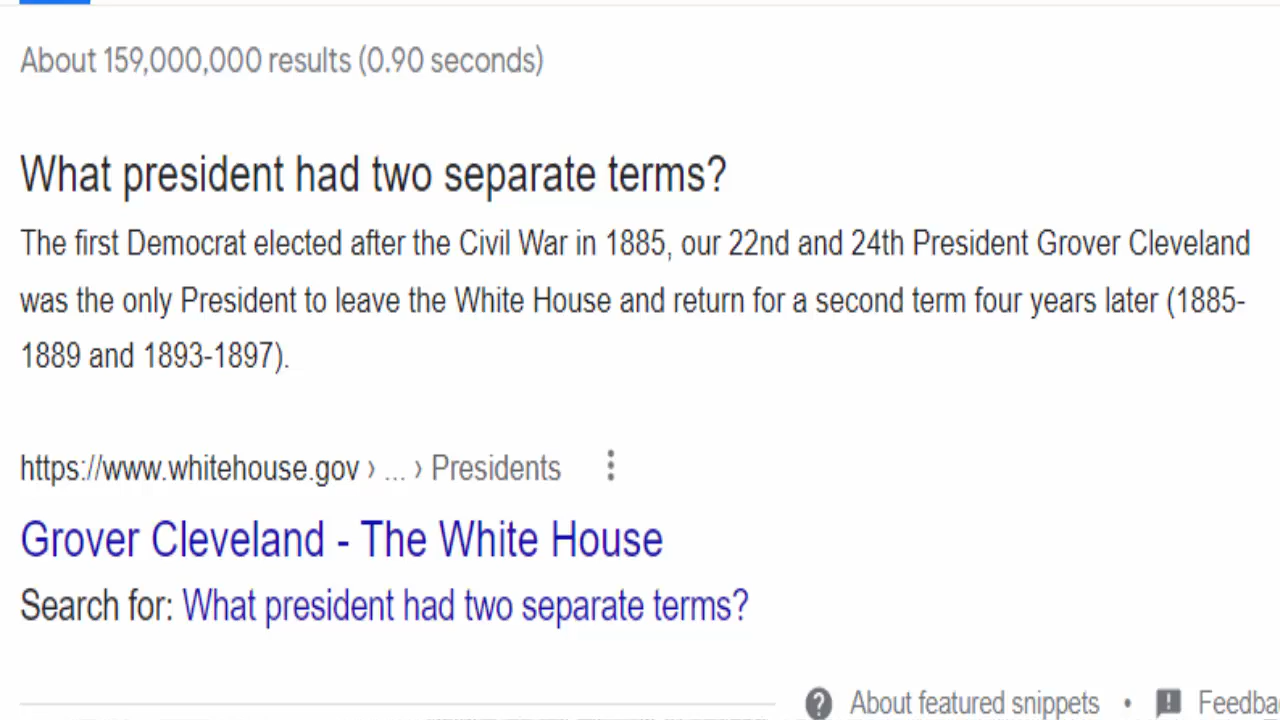 About 159,000,000 results (0.90 seconds)
What president had two separate terms?
The first Democrat elected after the Civil War in 1885, our 22nd and 24th President Grover Cleveland
was the only President to leave the White House and return for a second term four years later (1885-
1889 and 1893-1897).
https://www.whitehouse.gov › ... › Presidents
Grover Cleveland - The White House
Search for: What president had two separate terms?
About featured snippets • Feedba